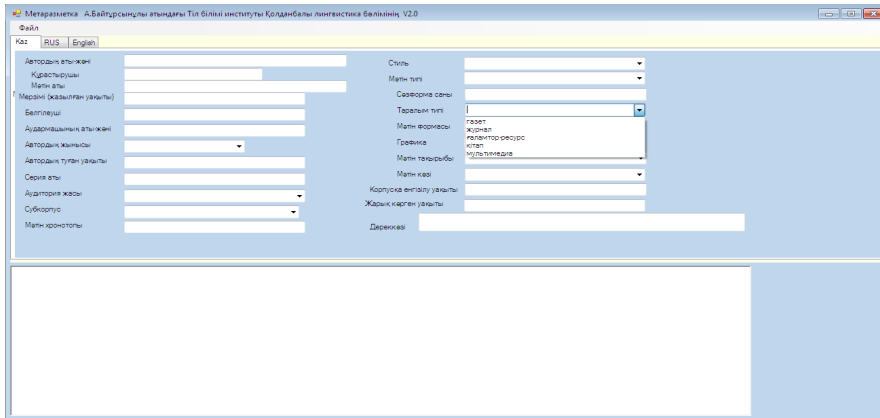 Метаразметка А.Байтұрсынұлы атындағы Тіл білімі институты Қолданбалы лингвистика бөлімінің V2.0
Файл
Kaz RUS English
Автордың аты-жөні
Құрастырушы
Мәтін аты
Мерзімі (жазылған уақыты)
Белгілеуші
Аудармашының аты-жөні
Автордың жынысы
Автордың туған уақыты
Серия аты
Аудитория жасы
Субкорпус
Мәтін хронотопы
Стиль
Мәтін типі
Сөзформа саны
Таралым типі
газет
журнал
ғаламтор-ресурс
кітап
мультимедиа
Мәтін формасы
Графика
Мәтін тақырыбы
Мәтін көзі
Корпусқа енгізілу уақыты
Жарық көрген уақыты
Дереккөзі